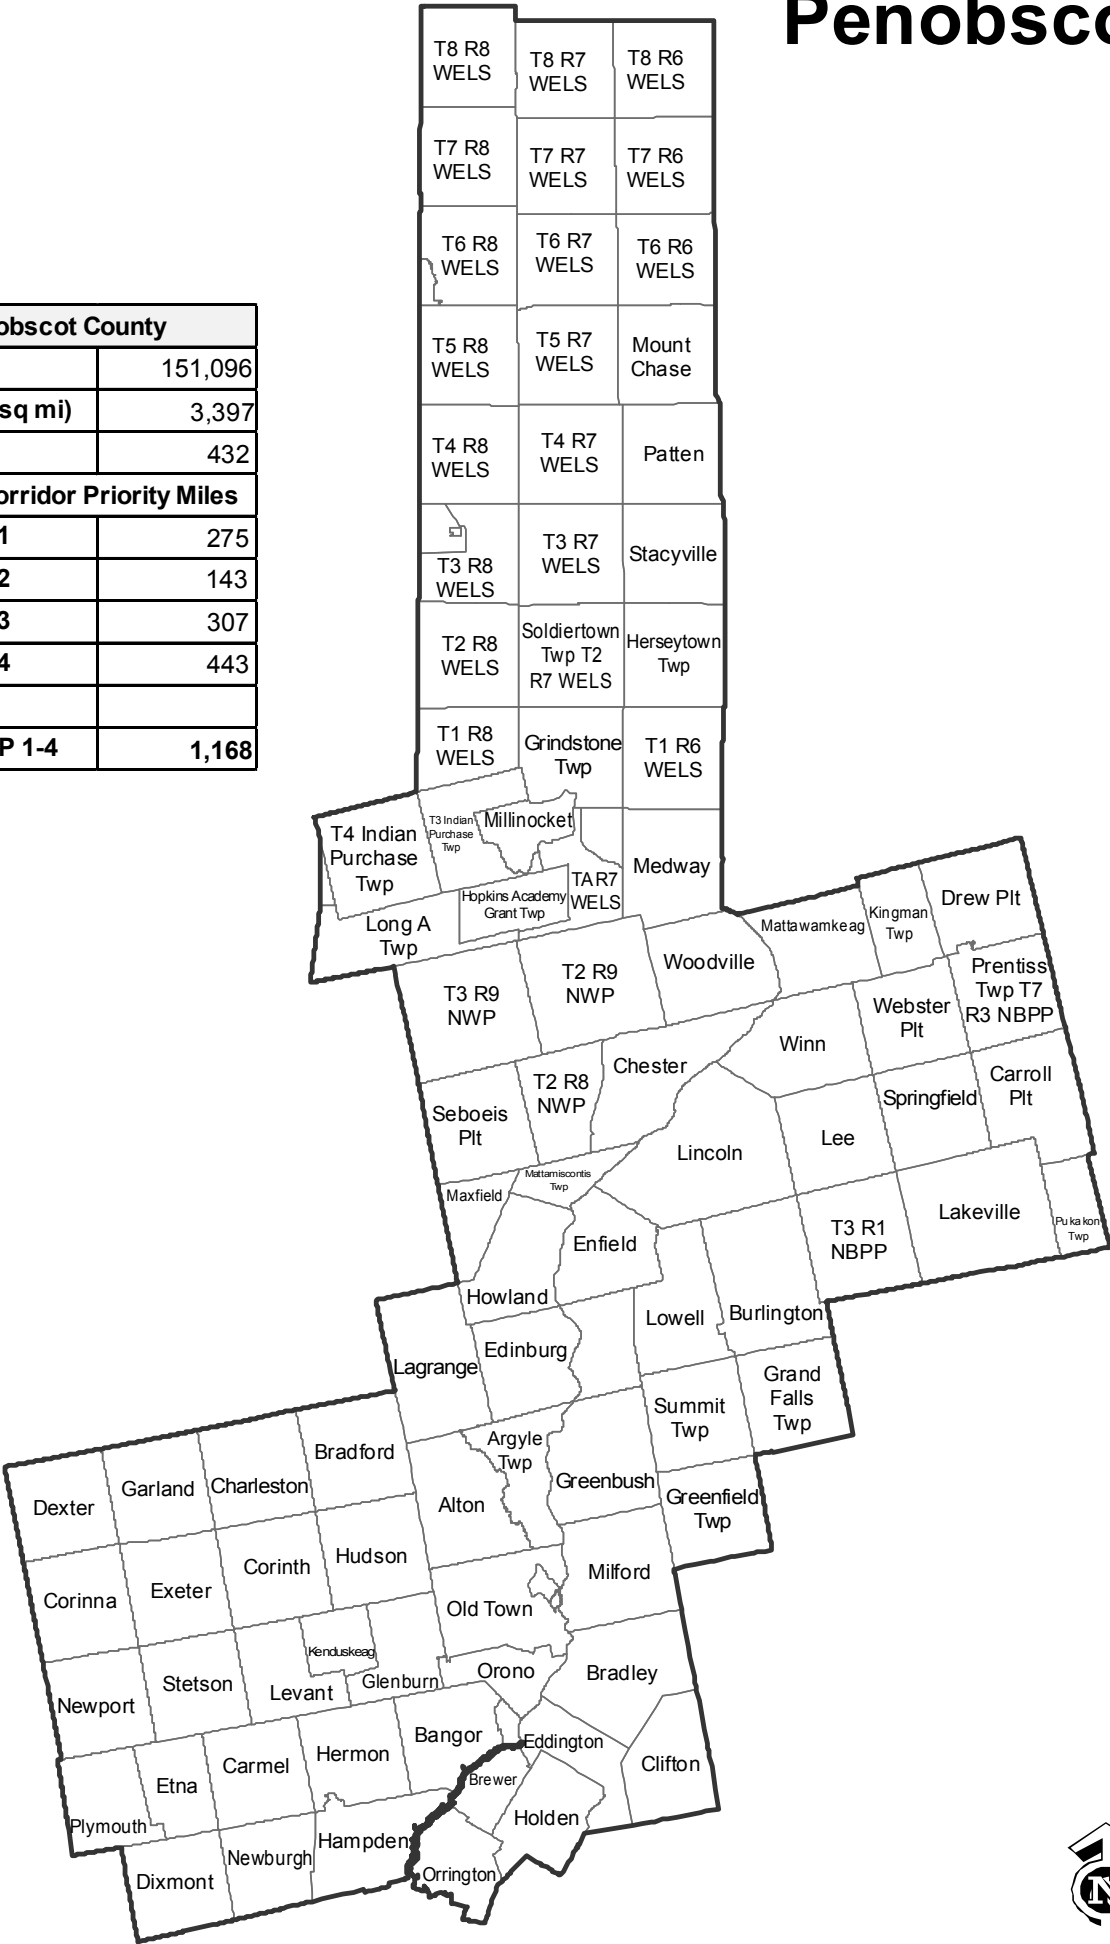 Penobsco
T8 R8
WELS
T8 R7
WELS
T8 R6
WELS
T7 R8
WELS
T7 R7
WELS
T7 R6
WELS
T6 R8
WELS
T6 R7
WELS
T6 R6
WELS
obscot County
151,096
sq mi)
3,397
432
orridor Priority Miles
1
275
2
143
3
307
4
443
P 1-4
1,168
T5 R8
WELS
T5 R7
WELS
Mount
Chase
T4 R8
WELS
T4 R7
WELS
Patten
T3 R8
WELS
T3 R7
WELS
Stacyville
T2 R8
WELS
Soldiertown
Twp T2
R7 WELS
Herseytown
Twp
T1 R8
WELS
Grindstone
Twp
T1 R6
WELS
T4 Indian
Purchase
Twp
T3 Indian
Purchase
Twp
Millinocket
Medway
TA R7
WELS
Hopkins Academy
Grant Twp
Long A
Twp
Mattawamkeag
Kingman
Twp
Drew Plt
T3 R9
NWP
T2 R9
NWP
Woodville
Prentiss
Twp T7
R3 NBPP
Webster
Plt
Winn
Chester
T2 R8
NWP
Seboeis
Plt
Springfield
Carroll
Plt
Lee
Lincoln
Mattamiscontis
Twp
Maxfield
Lakeville
Pukakon
Twp
T3 R1
NBPP
Enfield
Howland
Lowell
Burlington
Edinburg
Lagrange
Grand
Falls
Twp
Summit
Twp
Argyle
Twp
Bradford
Greenbush
Greenfield
Twp
Dexter
Garland
Charleston
Alton
Corinna
Exeter
Corinth
Hudson
Milford
Old Town
Kenduskeag
Newport
Stetson
Levant
Glenburn
Orono
Bradley
Bangor
Eddington
Clifton
Etna
Carmel
Hermon
Brewer
Holden
Plymouth
Hampden
Newburgh
Dixmont
Orrington
N